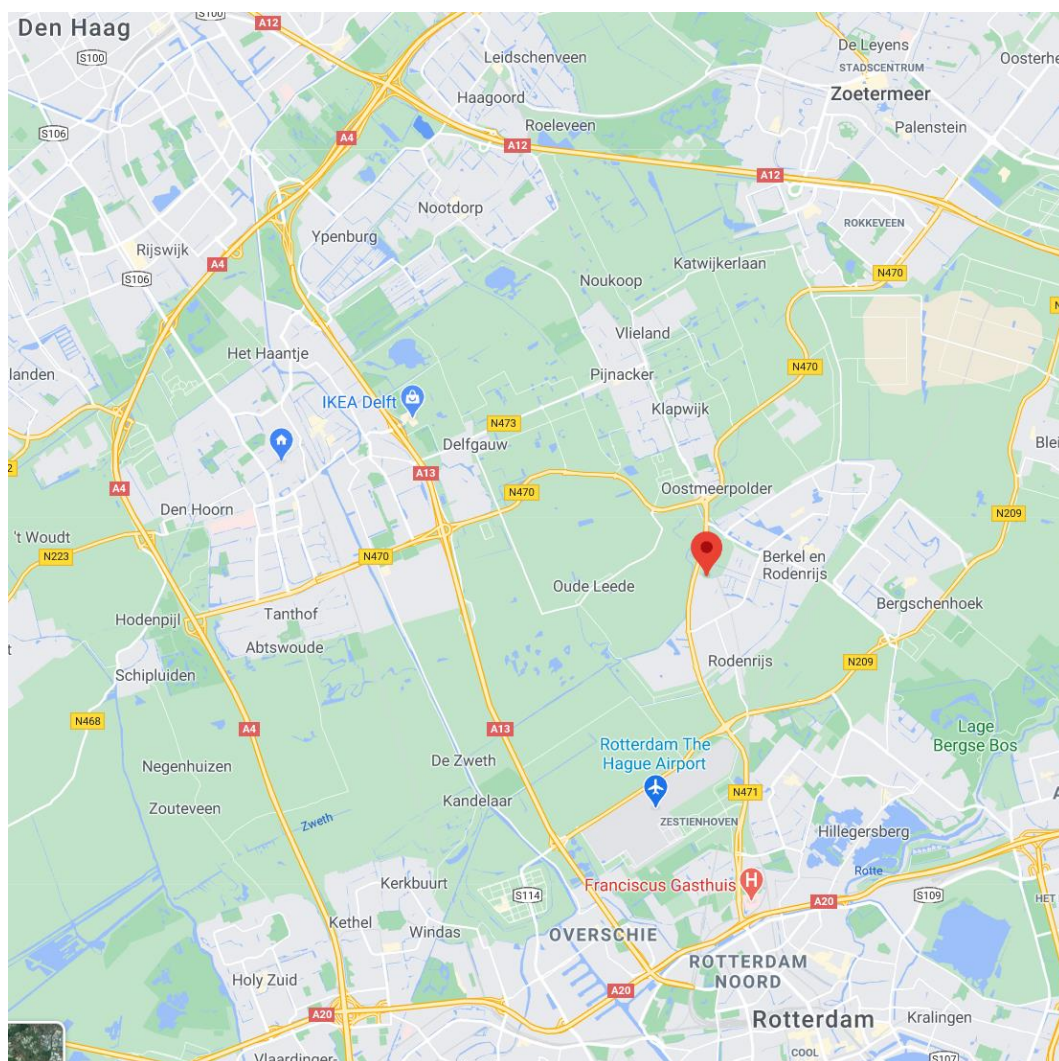 Den Haag
S100
A12
S100
Leidschenveen
De Leyens
STADSCENTRUM
Oosterhe
Haagoord
Zoetermeer
S106
A4
Roeleveen
A12
Palenstein
A12
Nootdorp
ROKKEVEEN
Ypenburg
Rijswijk
A4
Katwijkerlaan
N470
S106
Noukoop
N
Vlieland
Het Haantje
landen
Pijnacker
N470
IKEA Delft
Klapwijk
N473
Delfgauw
Blei
2
A13
A4
N470
Oostmeerpolder
Den Hoorn
N209
't Woudt
N223
N470
Berkel en
Rodenrijs
Oude Leede
Tanthof
Bergschenhoek
Hodenpijl
Abtswoude
t
Rodenrijs
N209
Schipluiden
N468
A4
A13
Lage
Bergse Bos
Rotterdam The
Hague Airport
De Zweth
Negenhuizen
N471
Kandelaar
Zouteveen
Zweth
ZESTIENHOVEN
Hillegersberg
Rotte
Kerkbuurt
Franciscus Gasthuis
H
S114
S109
HET
A20
Kethel
Windas
OVERSCHIE
ROTTERDAM
NOORD
Holy Zuid
A20
A20
Rotterdam
Kralingen
COOL
Vlaardinger
S107